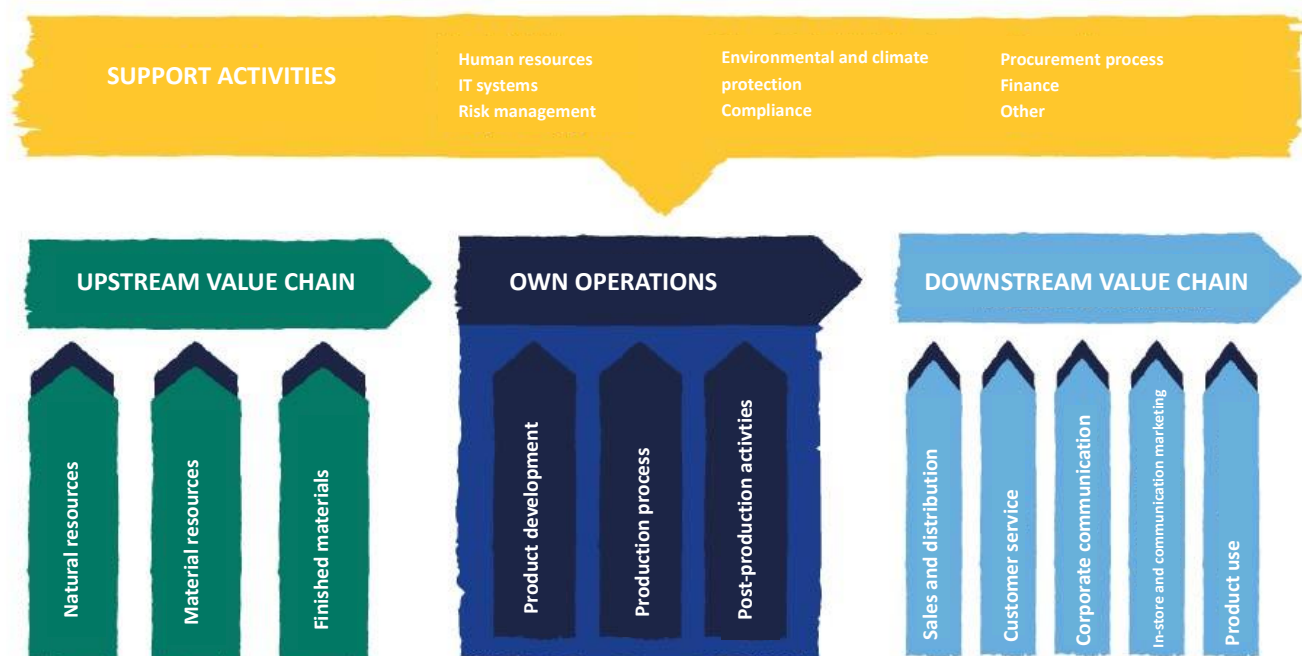 SUPPORT ACTIVITIES
Human resources
IT systems
Risk management
Environmental and climate
protection
Compliance
Procurement process
Finance
Other
UPSTREAM VALUE CHAIN
OWN OPERATIONS
DOWNSTREAM VALUE CHAIN
Natural resources
Material resources
Finished materials
Product development
Production process
Post-production activties
Sales and distribution
Customer service
Corporate communication
In-store and communication marketing
Product use